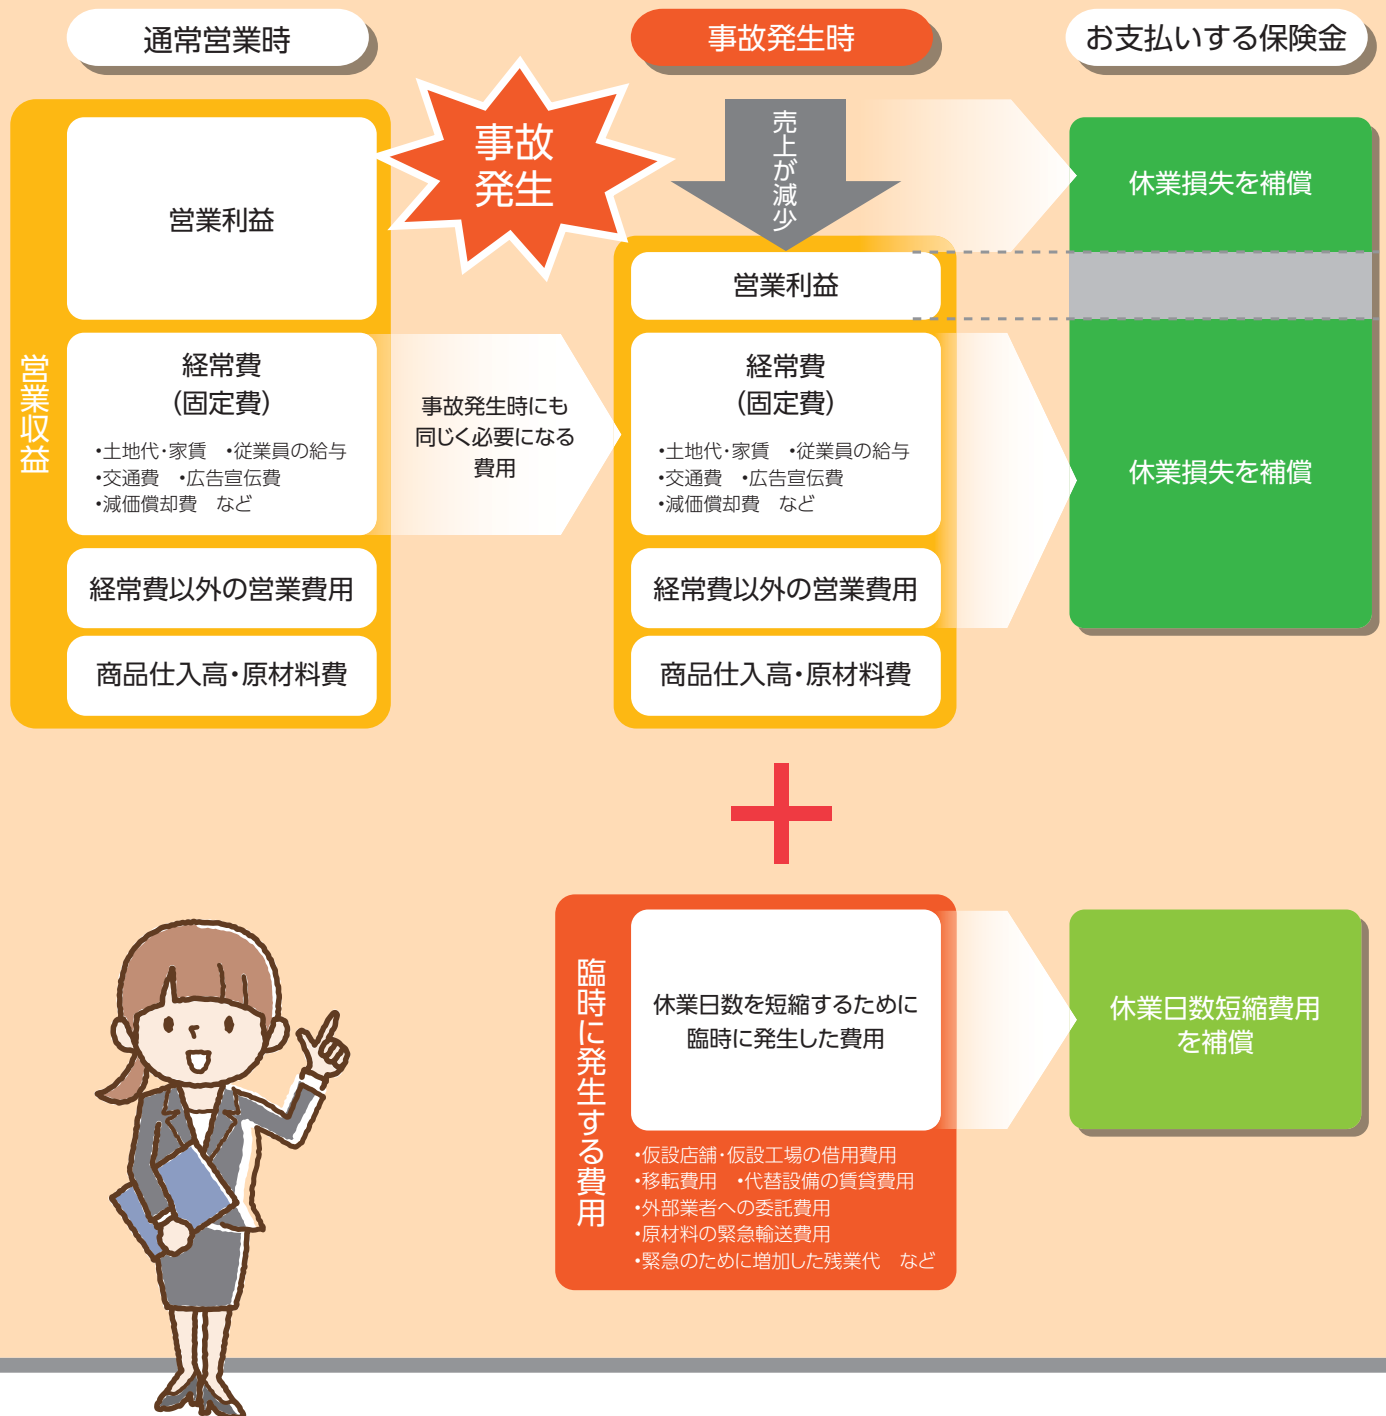 通常営業時
事故発生時
お支払いする保険金
営業収益
営業利益
経常費
(固定費)
•土地代・家賃　•従業員の給与
•交通費　•広告宣伝費
•減価償却費　など
経常費以外の営業費用
商品仕入高・原材料費
事故
発生
事故発生時にも
同じく必要になる
費用
売上が減少
営業利益
経常費
(固定費)
•土地代・家賃　•従業員の給与
•交通費　•広告宣伝費
•減価償却費　など
経常費以外の営業費用
商品仕入高・原材料費
休業損失を補償
休業損失を補償
臨時に発生する費用
休業日数を短縮するために
臨時に発生した費用
•仮設店舗・仮設工場の借用費用
•移転費用　•代替設備の賃貸費用
•外部業者への委託費用
•原材料の緊急輸送費用
•緊急のために増加した残業代　など
休業日数短縮費用
を補償